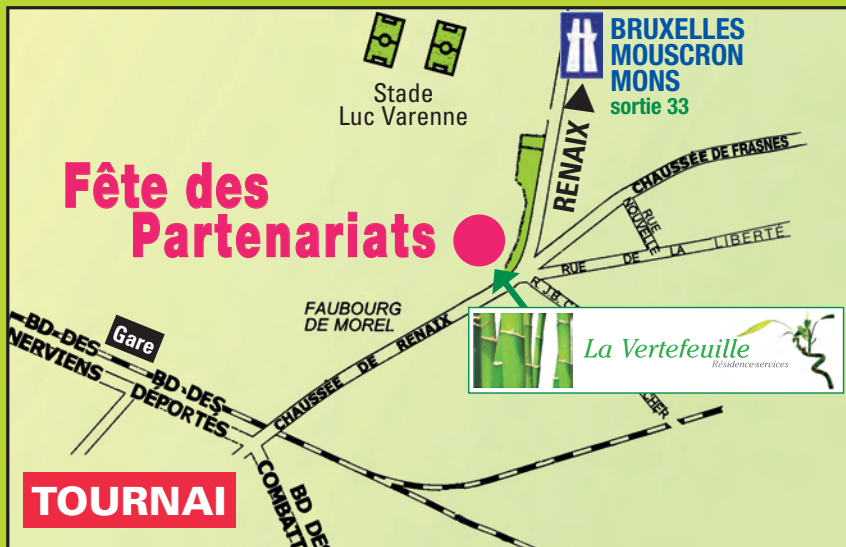 BRUXELLES
MOUSCRON
MONS
sortie 33
Stade
Luc Varenne
RENAIX
CHAUSSÉE DE FRASNES
RUE
NOUVELLE
RUE DE LA LIBERTÉ
Fête des
Partenariats
R. J.B.
La Vertefeuille
Résidence-services
FAUBOURG
DE MOREL
CHAUSSÉE DE RENAIX
Gare
BD DES
NERVIENS
BD DES
DÉPORTÉS
BD DES
COMBATT
TOURNAI